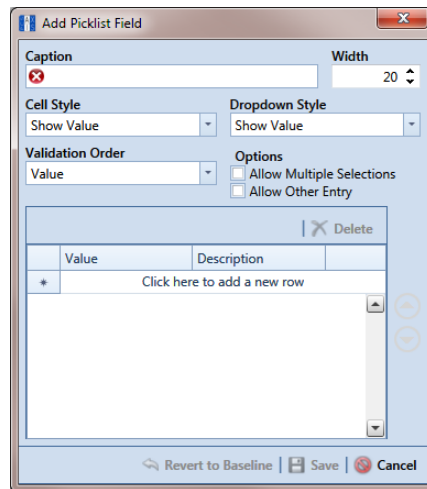 Add Picklist Field
Caption Width
20
Cell Style Dropdown Style
Show Value Show Value
Validation Order Options
Value Allow Multiple Selections
Allow Other Entry
Delete
Value Description
Click here to add a new row
Revert to Baseline Save Cancel